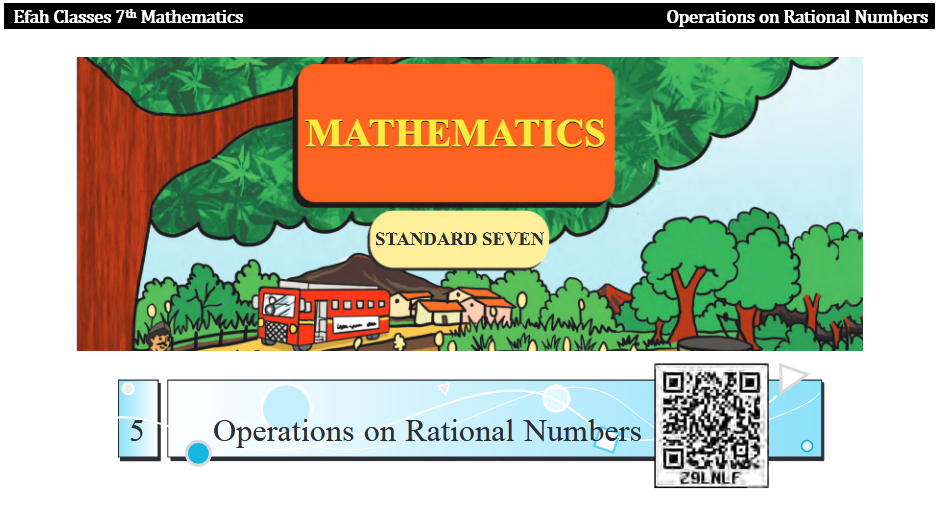 Efah Classes 7th Mathematics Operations on Rational Numbers
MATHEMATICS
STANDARD SEVEN
5 Operations on Rational Numbers
Z9LNLF